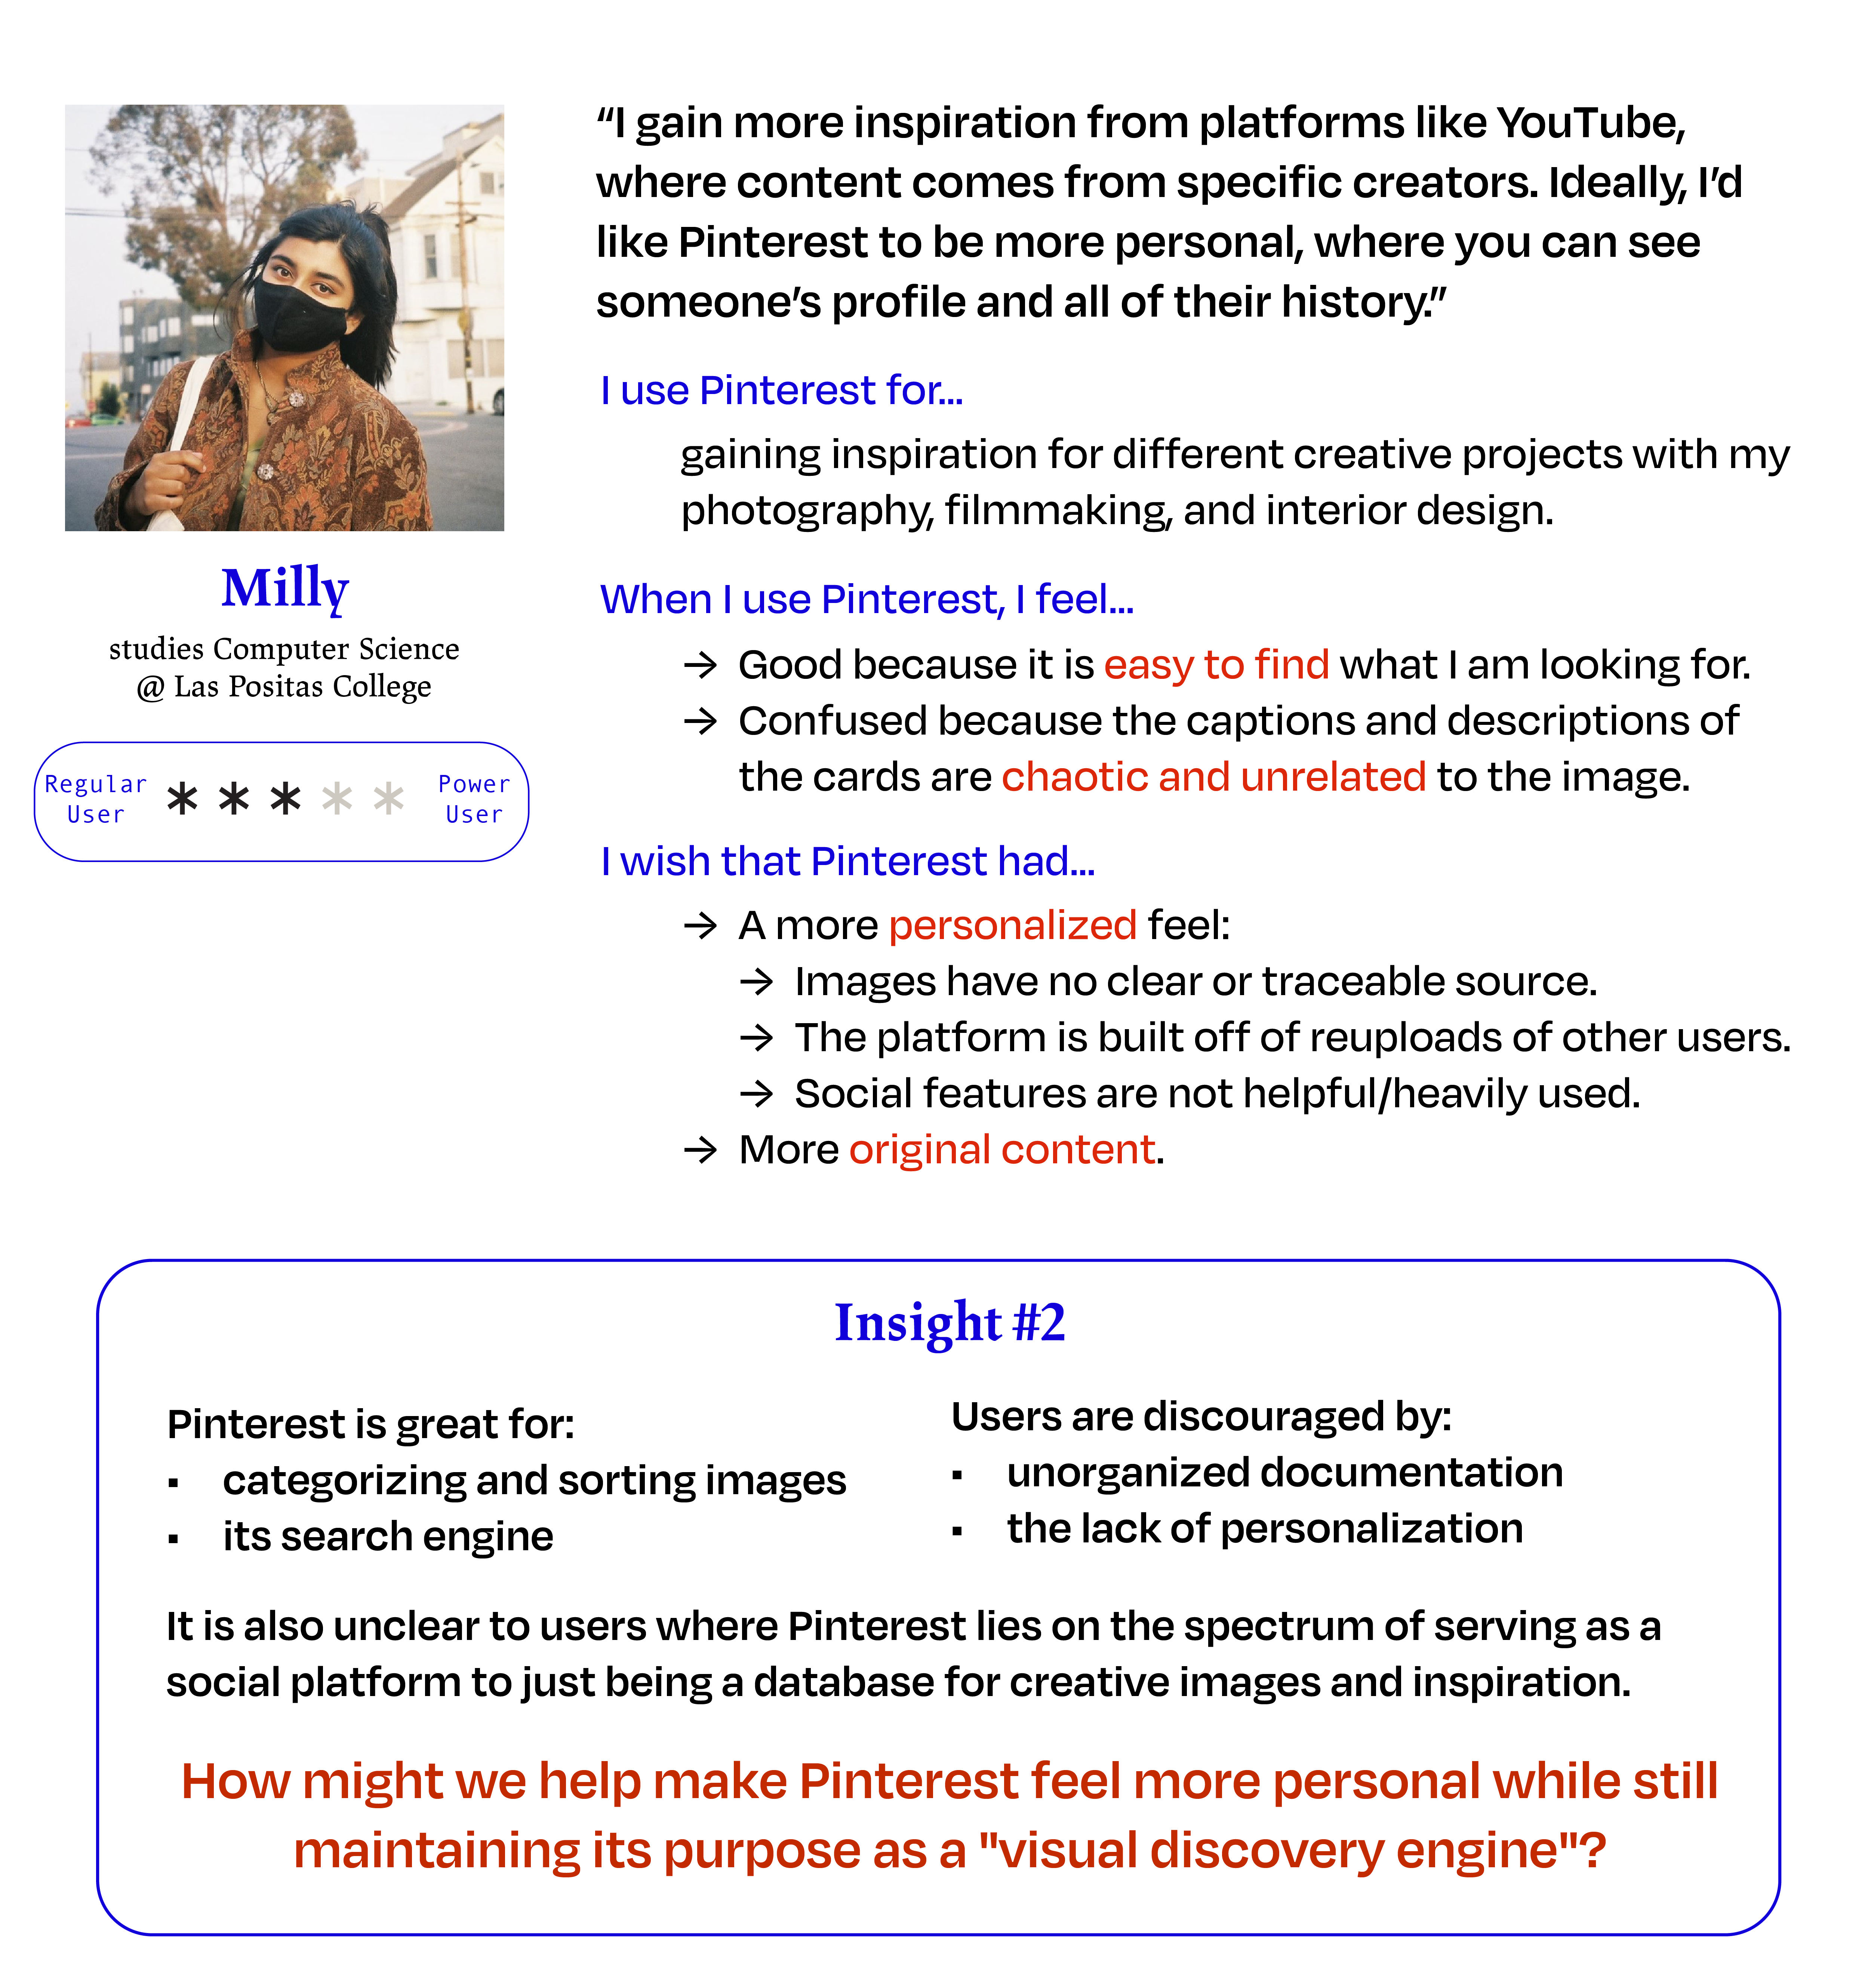 “I gain more inspiration from platforms like YouTube,
where content comes from specific creators. Ideally, I’d
like Pinterest to be more personal, where you can see
someone’s profile and all of their history.”
I use Pinterest for...
gaining inspiration for different creative projects with my
photography, filmmaking, and interior design.
Milly
studies Computer Science
@ Las Positas College
Regular
User
* * * * *
Power
User
When I use Pinterest, I feel...
→ Good because it is easy to find what I am looking for.
→ Confused because the captions and descriptions of
the cards are chaotic and unrelated to the image.
I wish that Pinterest had...
→ A more personalized feel:
→ Images have no clear or traceable source.
→ The platform is built off of reuploads of other users.
→ Social features are not helpful/heavily used.
→ More original content.
Insight #2
Pinterest is great for:
▪ categorizing and sorting images
▪ its search engine
Users are discouraged by:
▪ unorganized documentation
▪ the lack of personalization
It is also unclear to users where Pinterest lies on the spectrum of serving as a
social platform to just being a database for creative images and inspiration.
How might we help make Pinterest feel more personal while still
maintaining its purpose as a "visual discovery engine"?